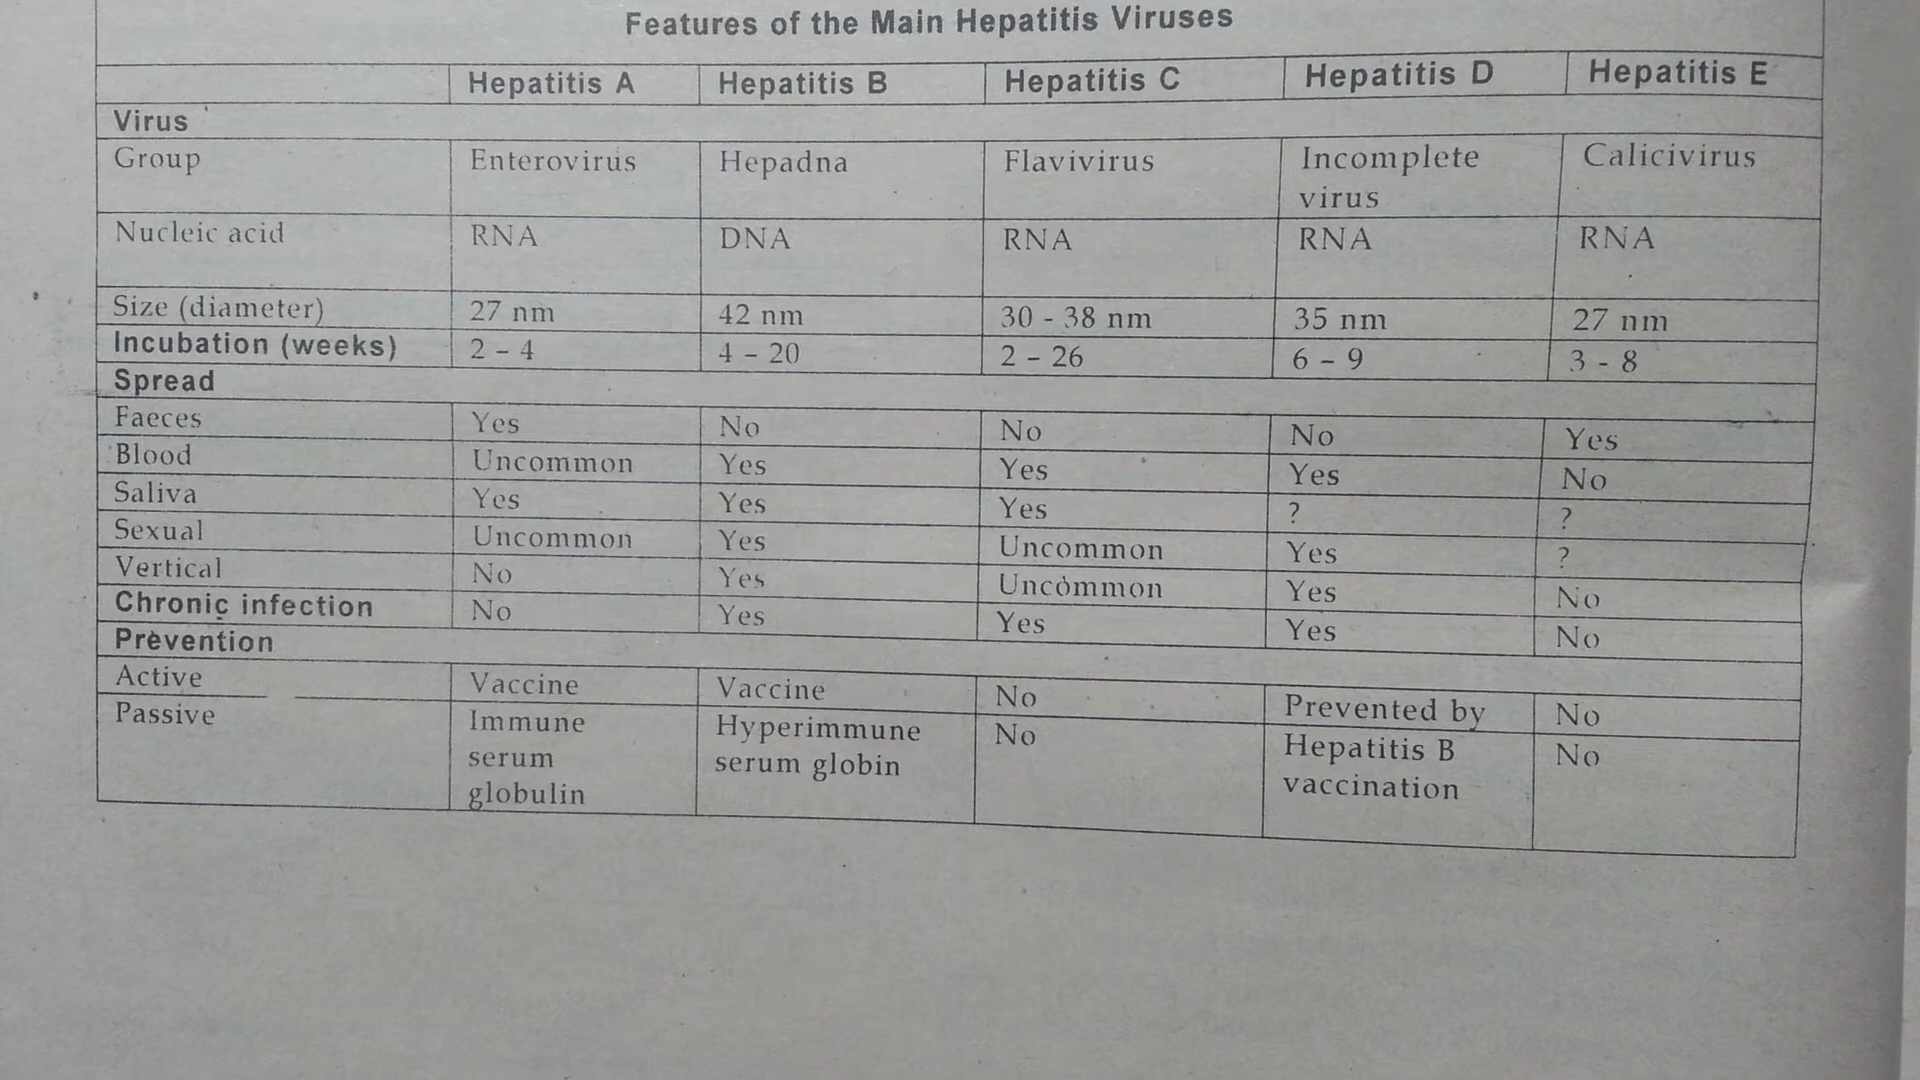 Features of the Main Hepatitis Viruses
Hepatitis A Hepatitis B Hepatitis C Hepatitis D Hepatitis E
Virus
Group Enterovirus Hepadna Flavivirus Incomplete virus Calicivirus
Nucleic acid RNA DNA RNA RNA RNA
Size (diameter) 27 nm 42 nm 30 - 38 nm 35 nm 27 nm
Incubation (weeks) 2 – 4 4 – 20 2 – 26 6 – 9 3 - 8
Spread
Faeces Yes No No No Yes
Blood Uncommon Yes Yes Yes No
Saliva Yes Yes Yes ? ?
Sexual Uncommon Yes Uncommon Yes ?
Vertical No Yes Uncommon Yes No
Chronic infection No Yes Yes Yes No
Prevention
Active Vaccine Vaccine No Prevented by No
Passive Immune Hyperimmune No Hepatitis B No
serum serum globin vaccination
globulin